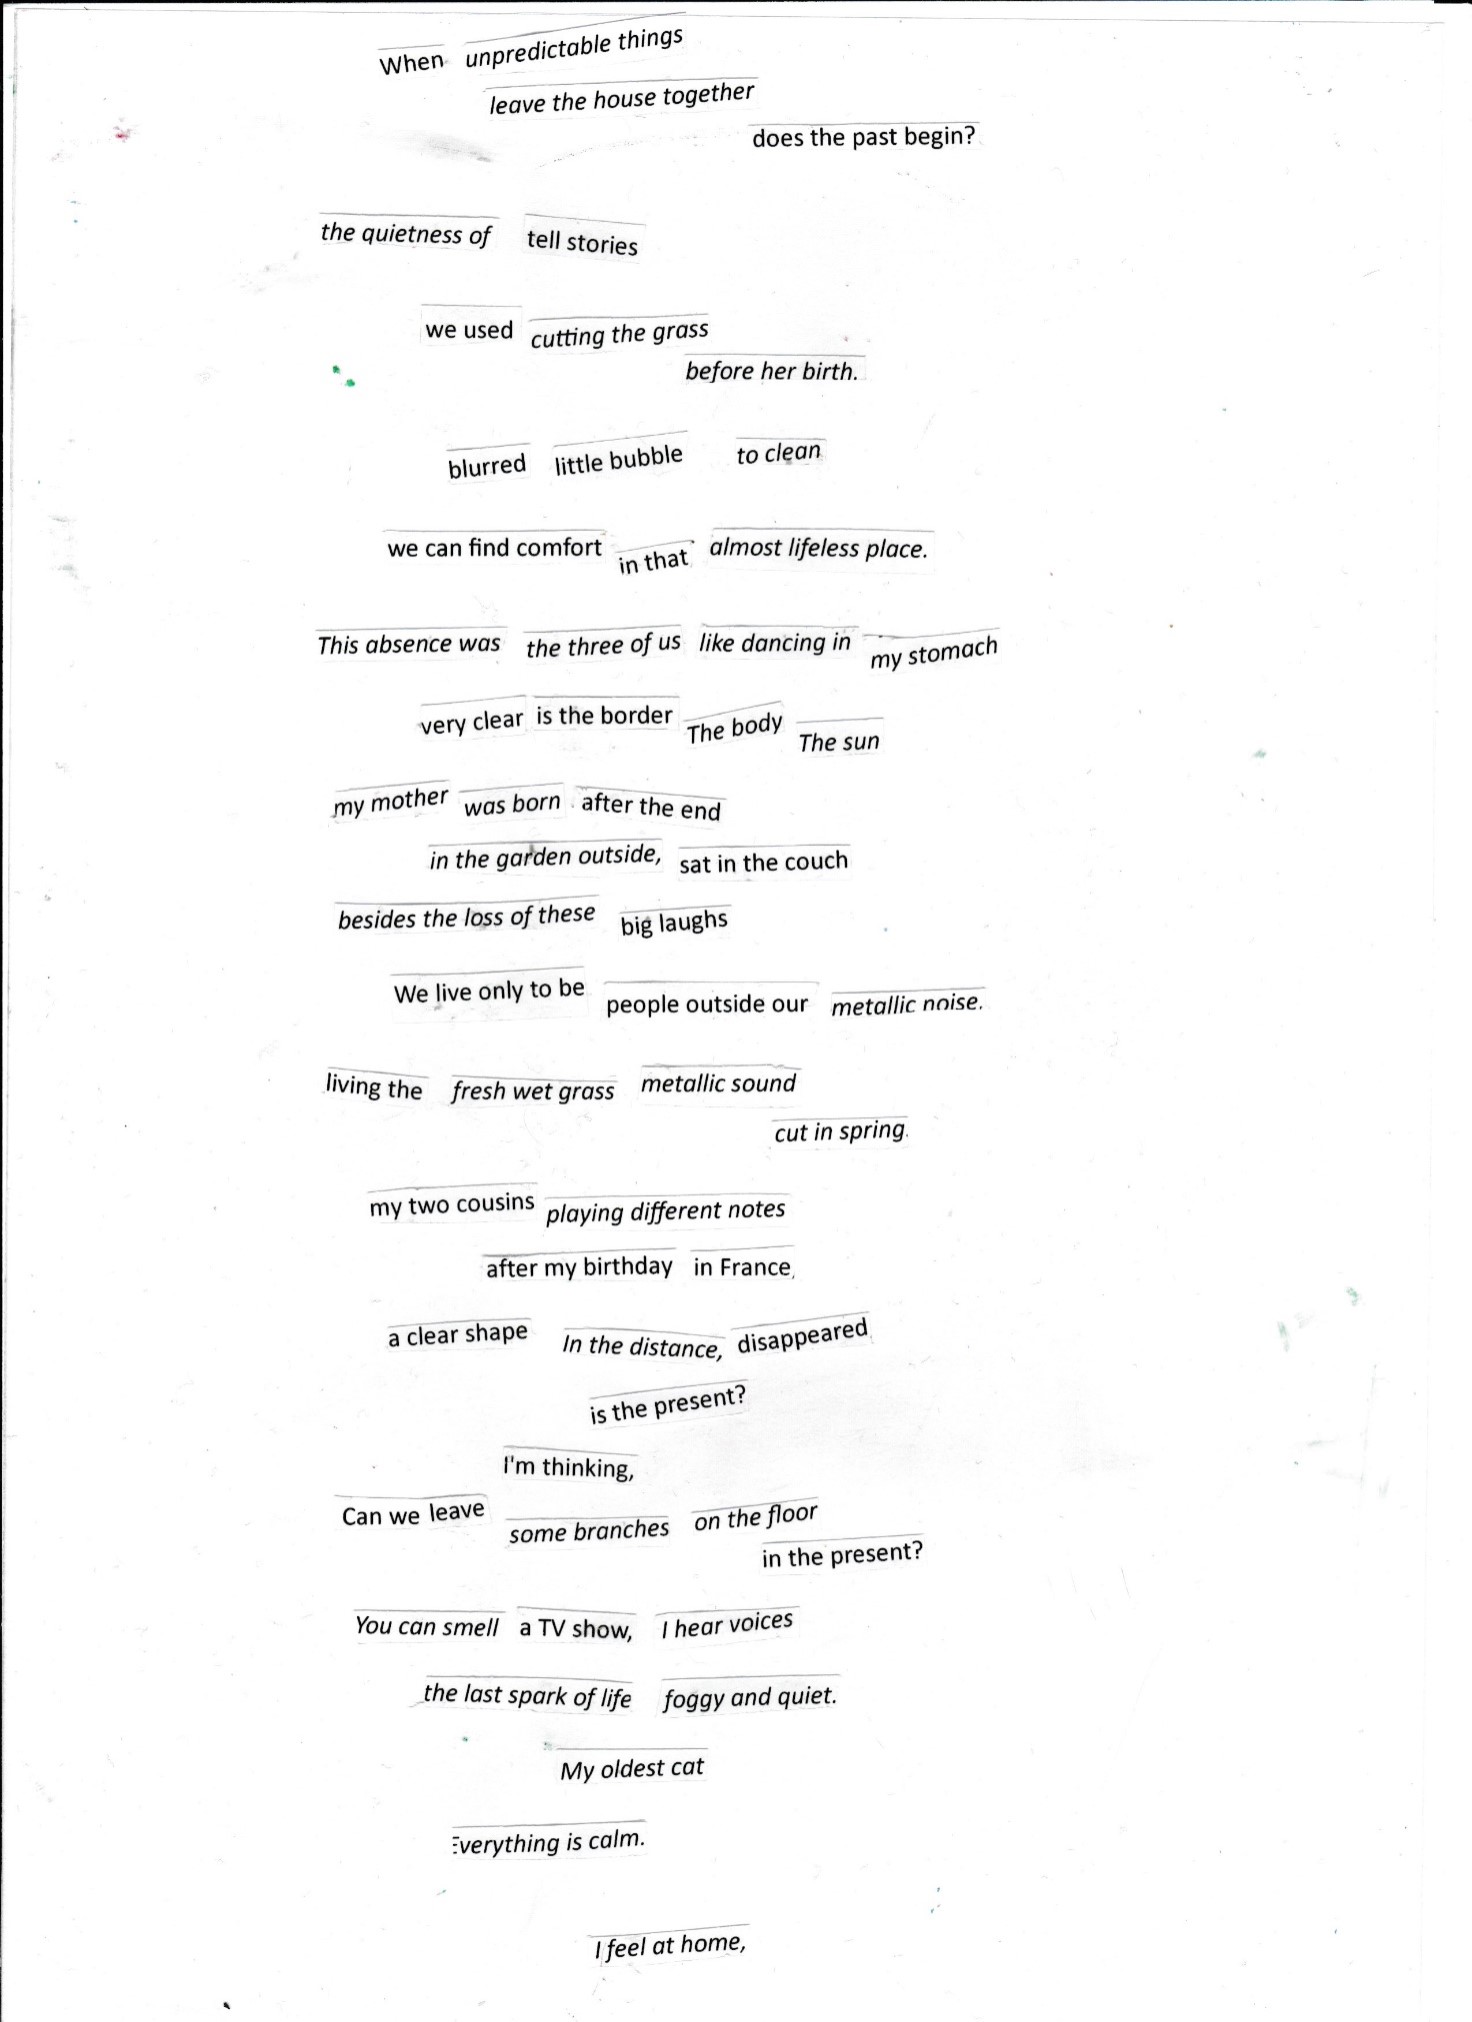 When unpredictable things
leave the house together
does the past begin?
the quietness of tell stories
we used cutting the grass
before her birth.
blurred little bubble to clean
we can find comfort in that almost lifeless place.
This absence was the three of us like dancing in my stomach
very clear is the border The body The sun
my mother was born after the end
in the garden outside, sat in the couch
besides the loss of these big laughs
We live only to be people outside our metallic noise.
living the fresh wet grass metallic sound
cut in spring.
my two cousins playing different notes
after my birthday in France,
a clear shape In the distance, disappeared
is the present?
I'm thinking,
Can we leave some branches on the floor
in the present?
You can smell a TV show, I hear voices
the last spark of life foggy and quiet.
My oldest cat
Everything is calm.
I feel at home,